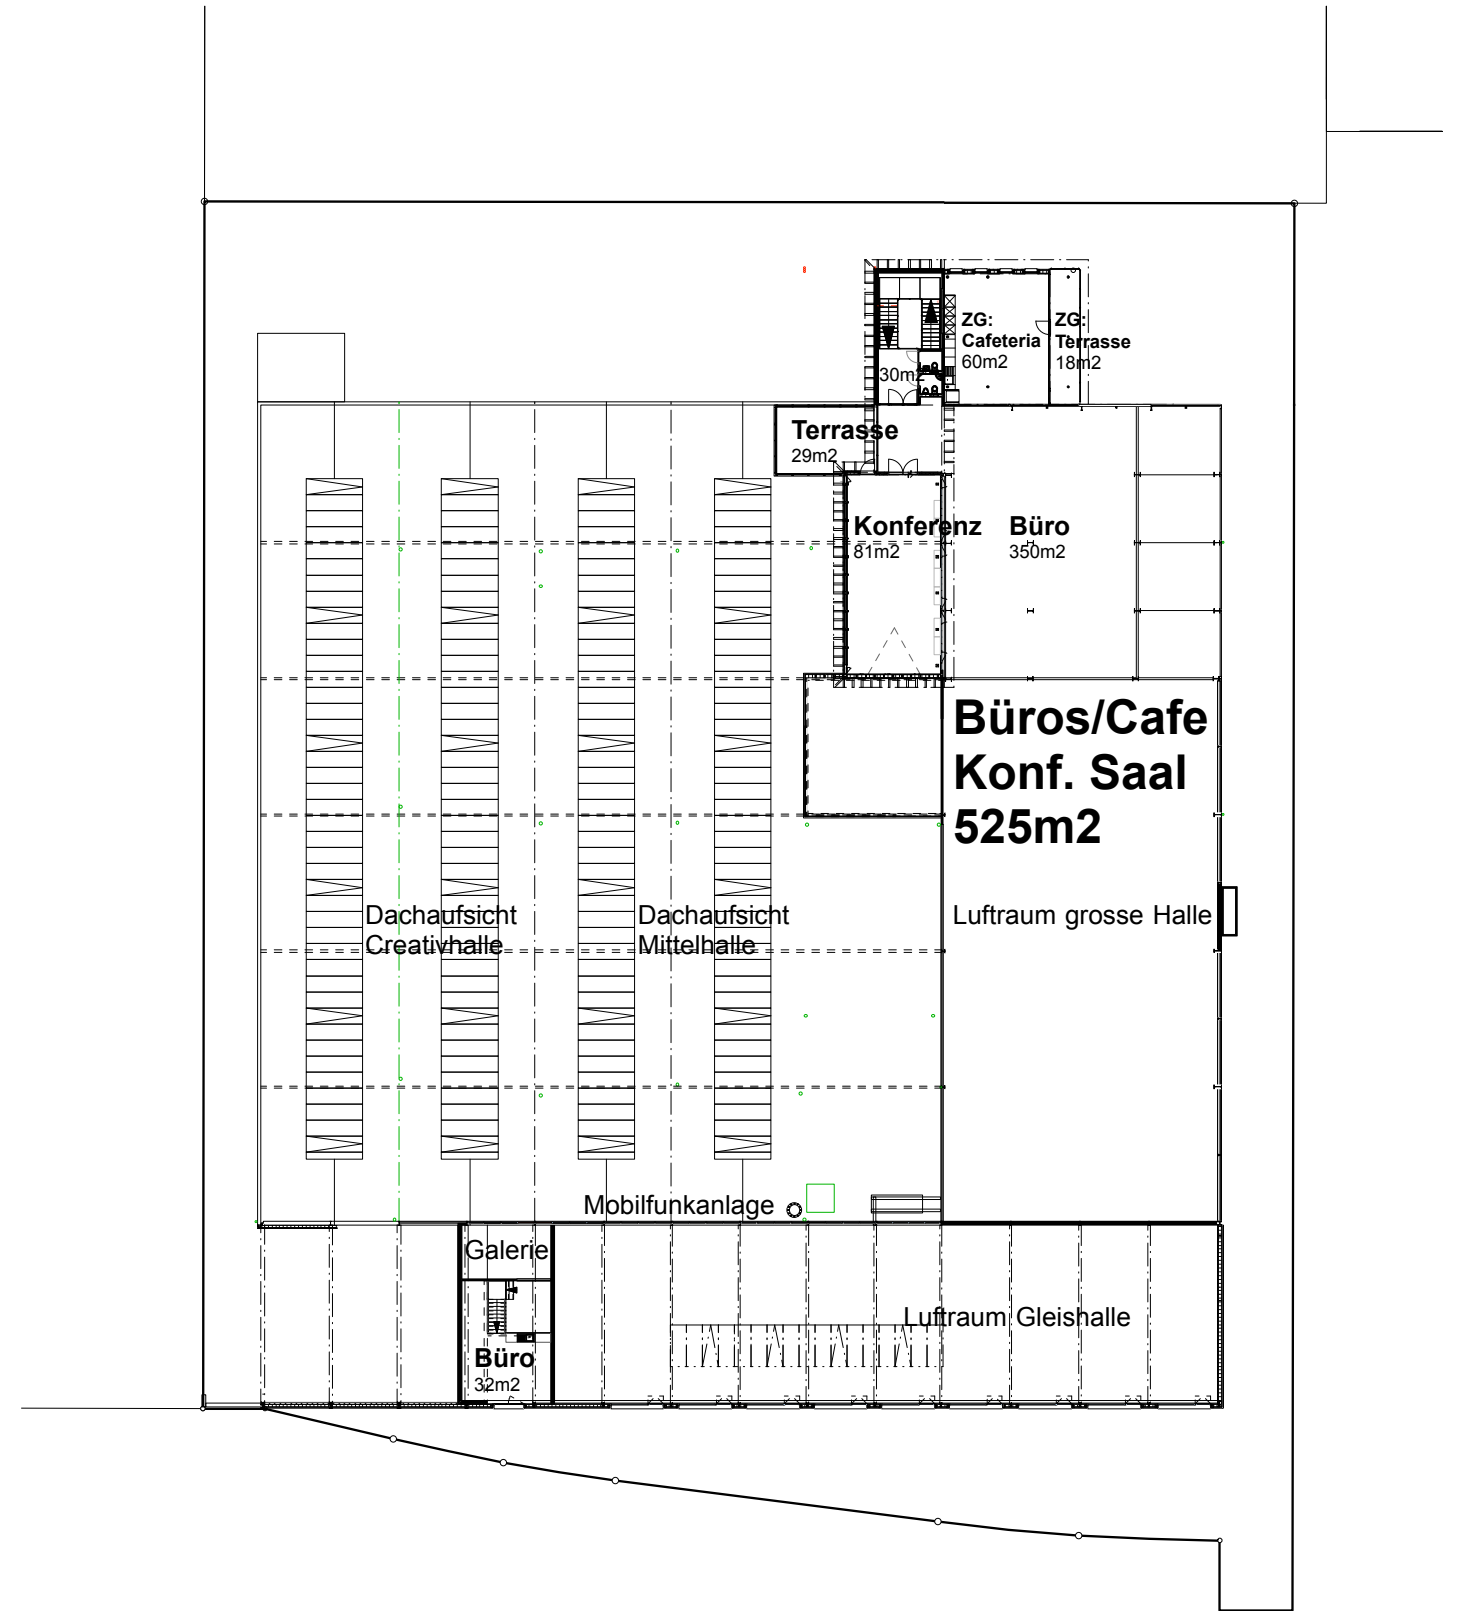 ZG:
Cafeteria
60m2
ZG:
Terrasse
18m2
30m2
Terrasse
29m2
Konferenz
81m2
Büro
350m2
Büros/Cafe
Konf. Saal
525m2
Dachaufsicht
Creativhalle
Dachaufsicht
Mittelhalle
Luftraum grosse Halle
Mobilfunkanlage
Galerie
Luftraum Gleishalle
Büro
32m2